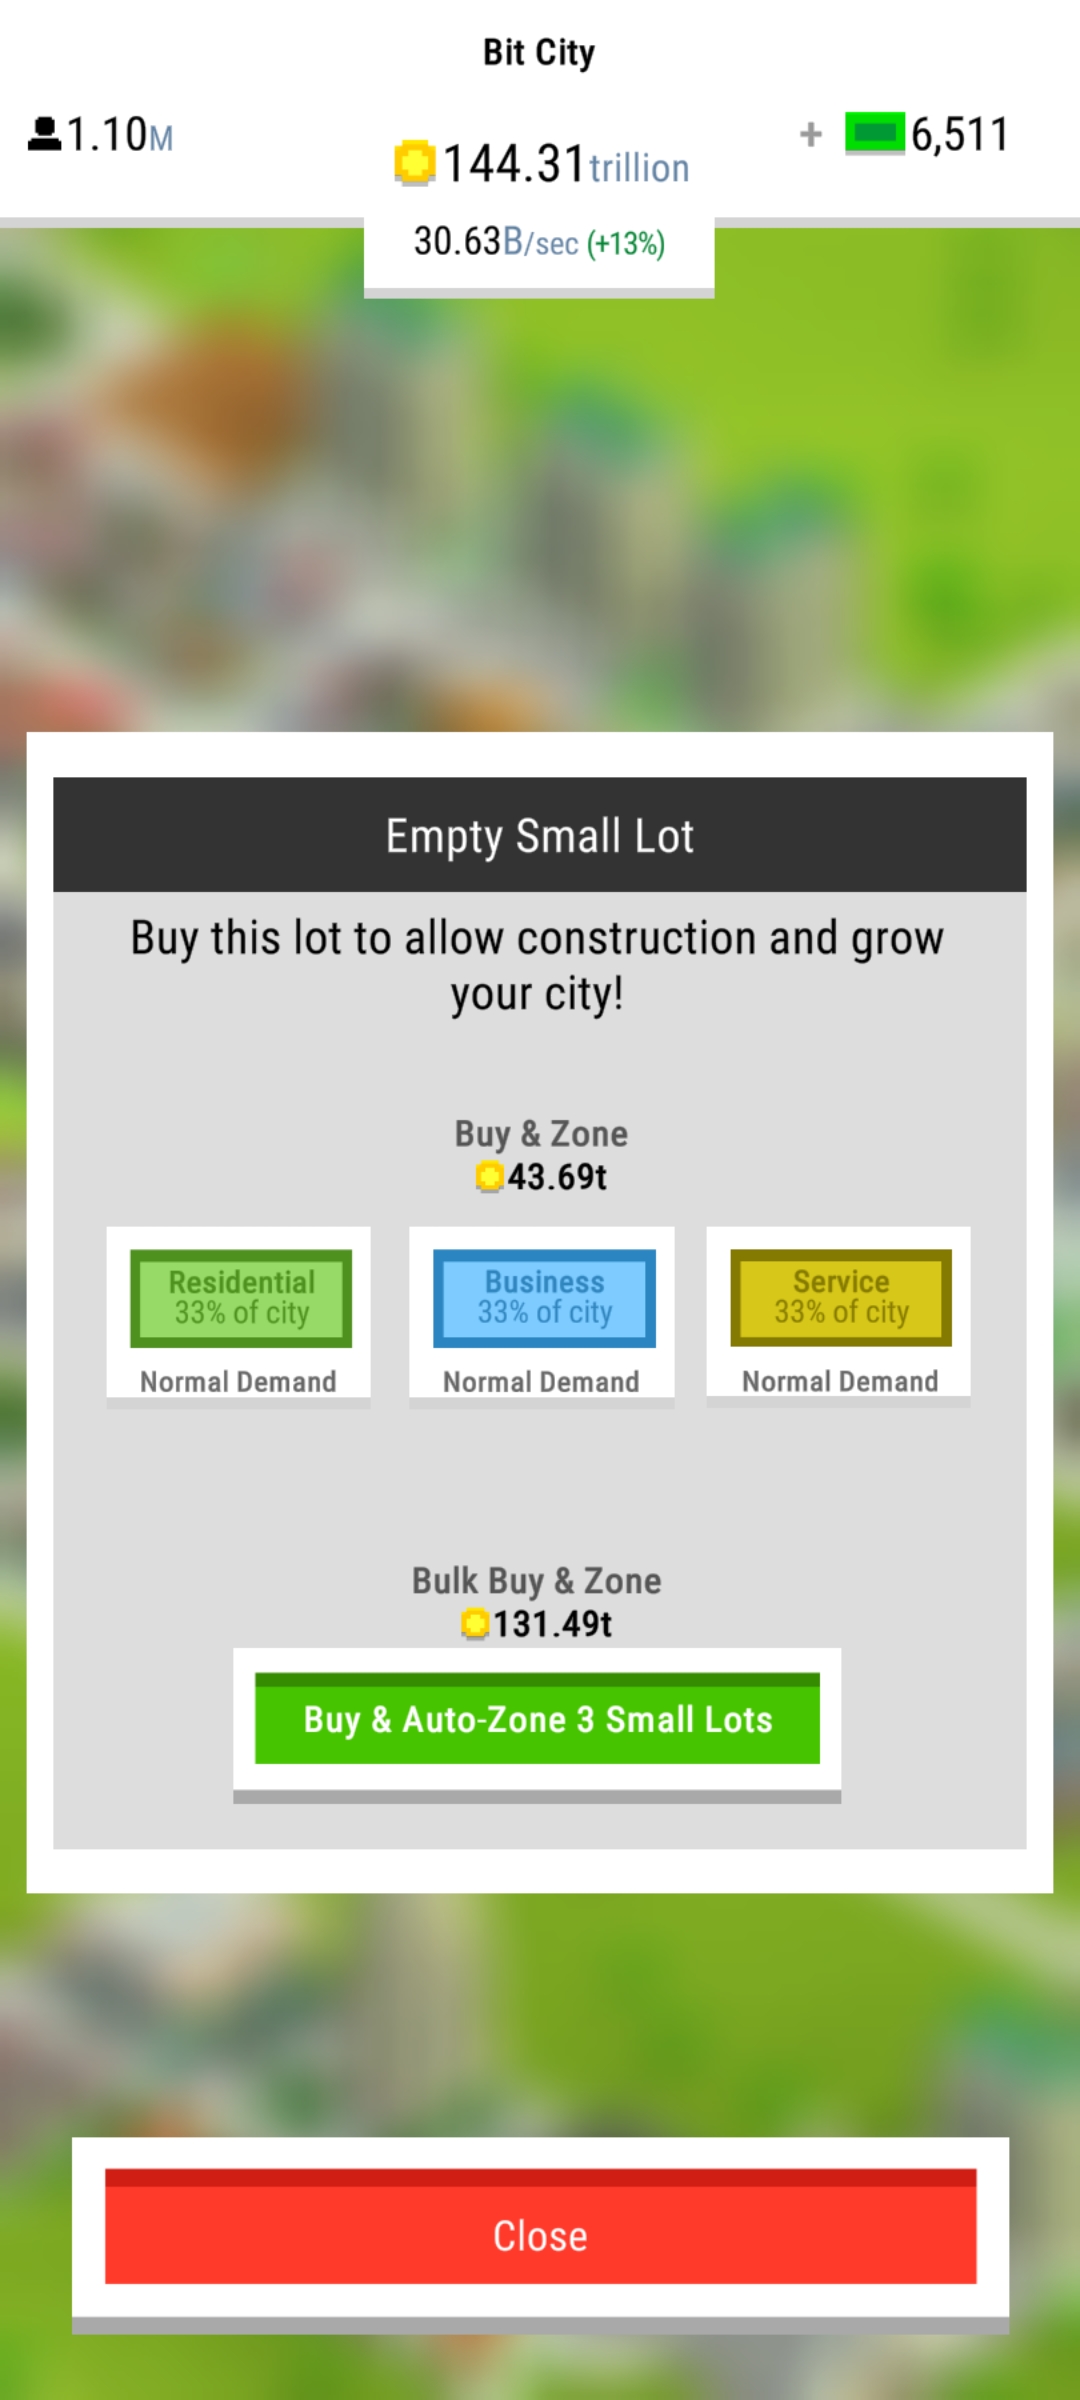 Bit City
1.10M
144.31trillion
+ 6,511
30.63B/sec (+13%)
Empty Small Lot
Buy this lot to allow construction and grow
your city!
Buy & Zone
43.69t
Residential
33% of city
Normal Demand
Business
33% of city
Normal Demand
Service
33% of city
Normal Demand
Bulk Buy & Zone
131.49t
Buy & Auto-Zone 3 Small Lots
Close